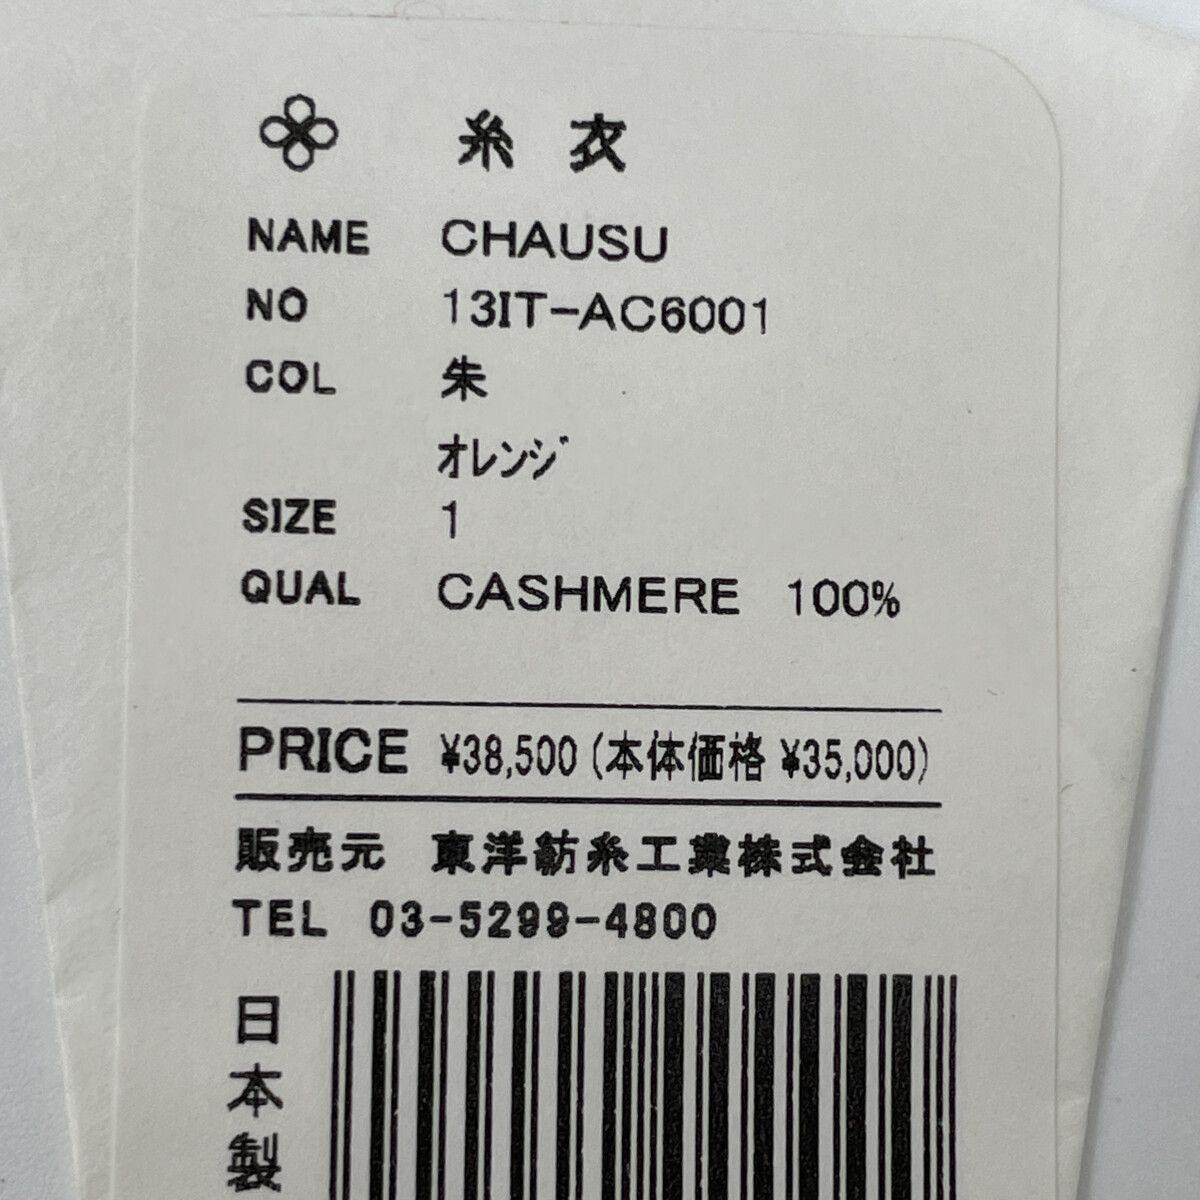 糸 衣
NAME CHAUSU
NO 13IT-AC6001
COL 朱
ｵﾚﾝｼﾞ
SIZE 1
QUAL CASHMERE 100%
PRICE ¥38,500 (本体価格 ¥35,000)
販売元 東洋紡糸工業株式会社
TEL 03-5299-4800
日本製